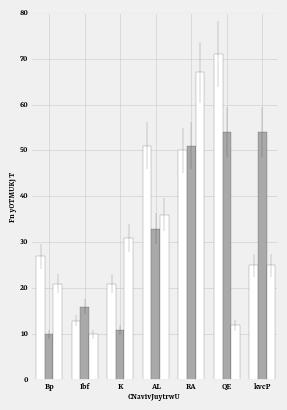 80
70
60
50
40
30
20
10
0
Bp
Ibf
K
AL
RA
QE
kvcP
CNavivJuytrwU
Fn yOTMUKj T